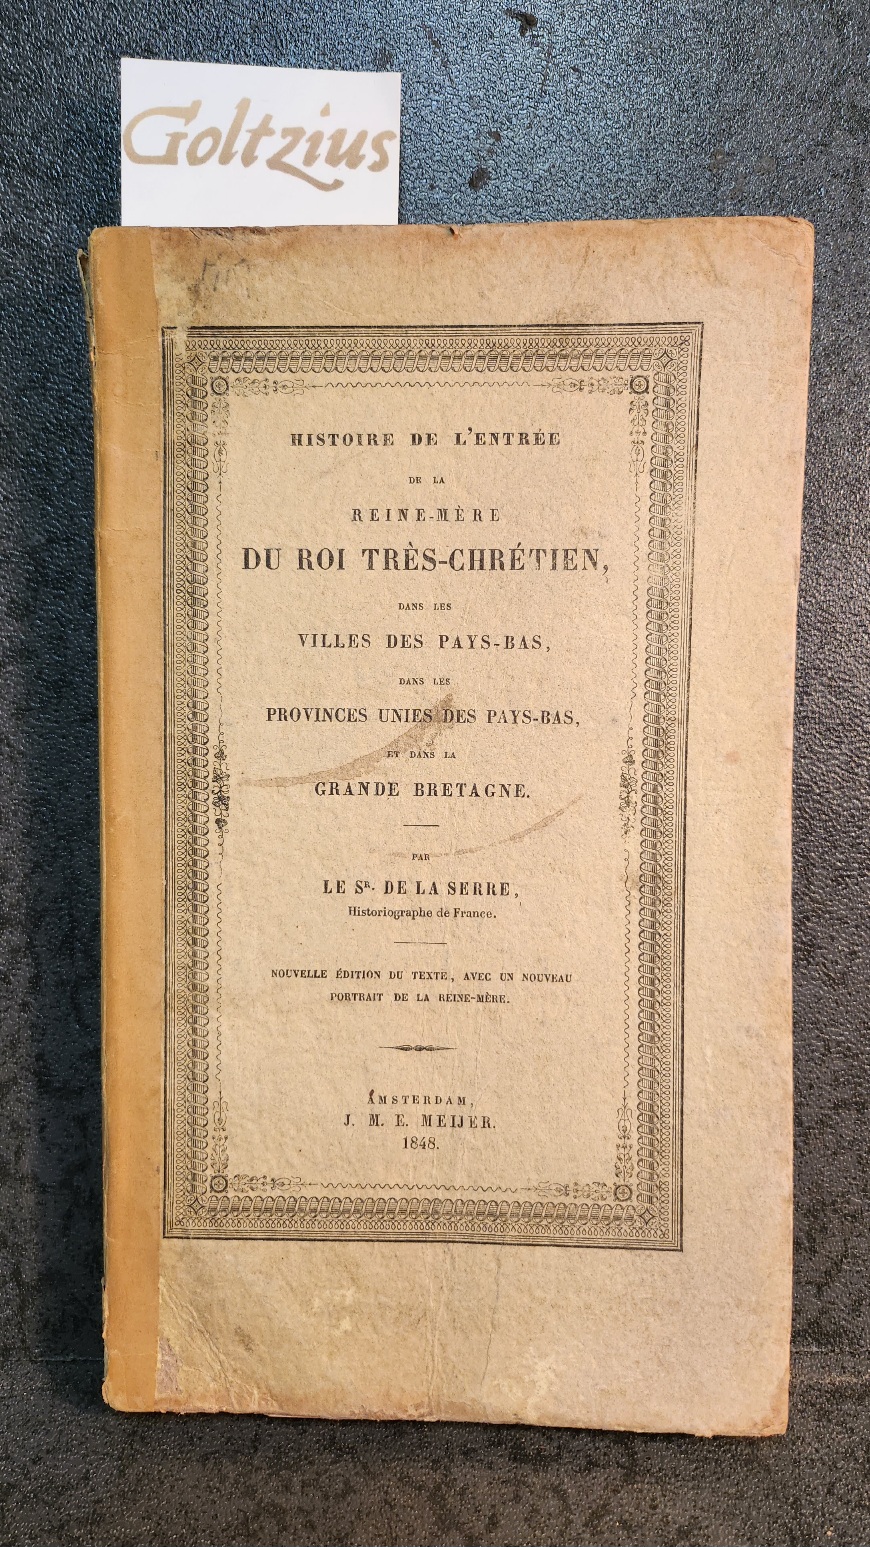 Goltzius
HISTOIRE DE L'ENTRÉE
DE LA
REINE-MÈRE
DU ROI TRÈS-CHRÉTIEN,
DANS LES
VILLES DES PAYS-BAS,
DANS LES
PROVINCES UNIES DES PAYS-BAS,
ET DANS LA
GRANDE BRETAGNE.
PAR
LE SR. DE LA SERRE,
Historiographe de France.
NOUVELLE ÉDITION DU TEXTE, AVEC UN NOUVEAU
PORTRAIT DE LA REINE-MÈRE.
AMSTERDAM,
J. M. E. MEIJER.
1848.